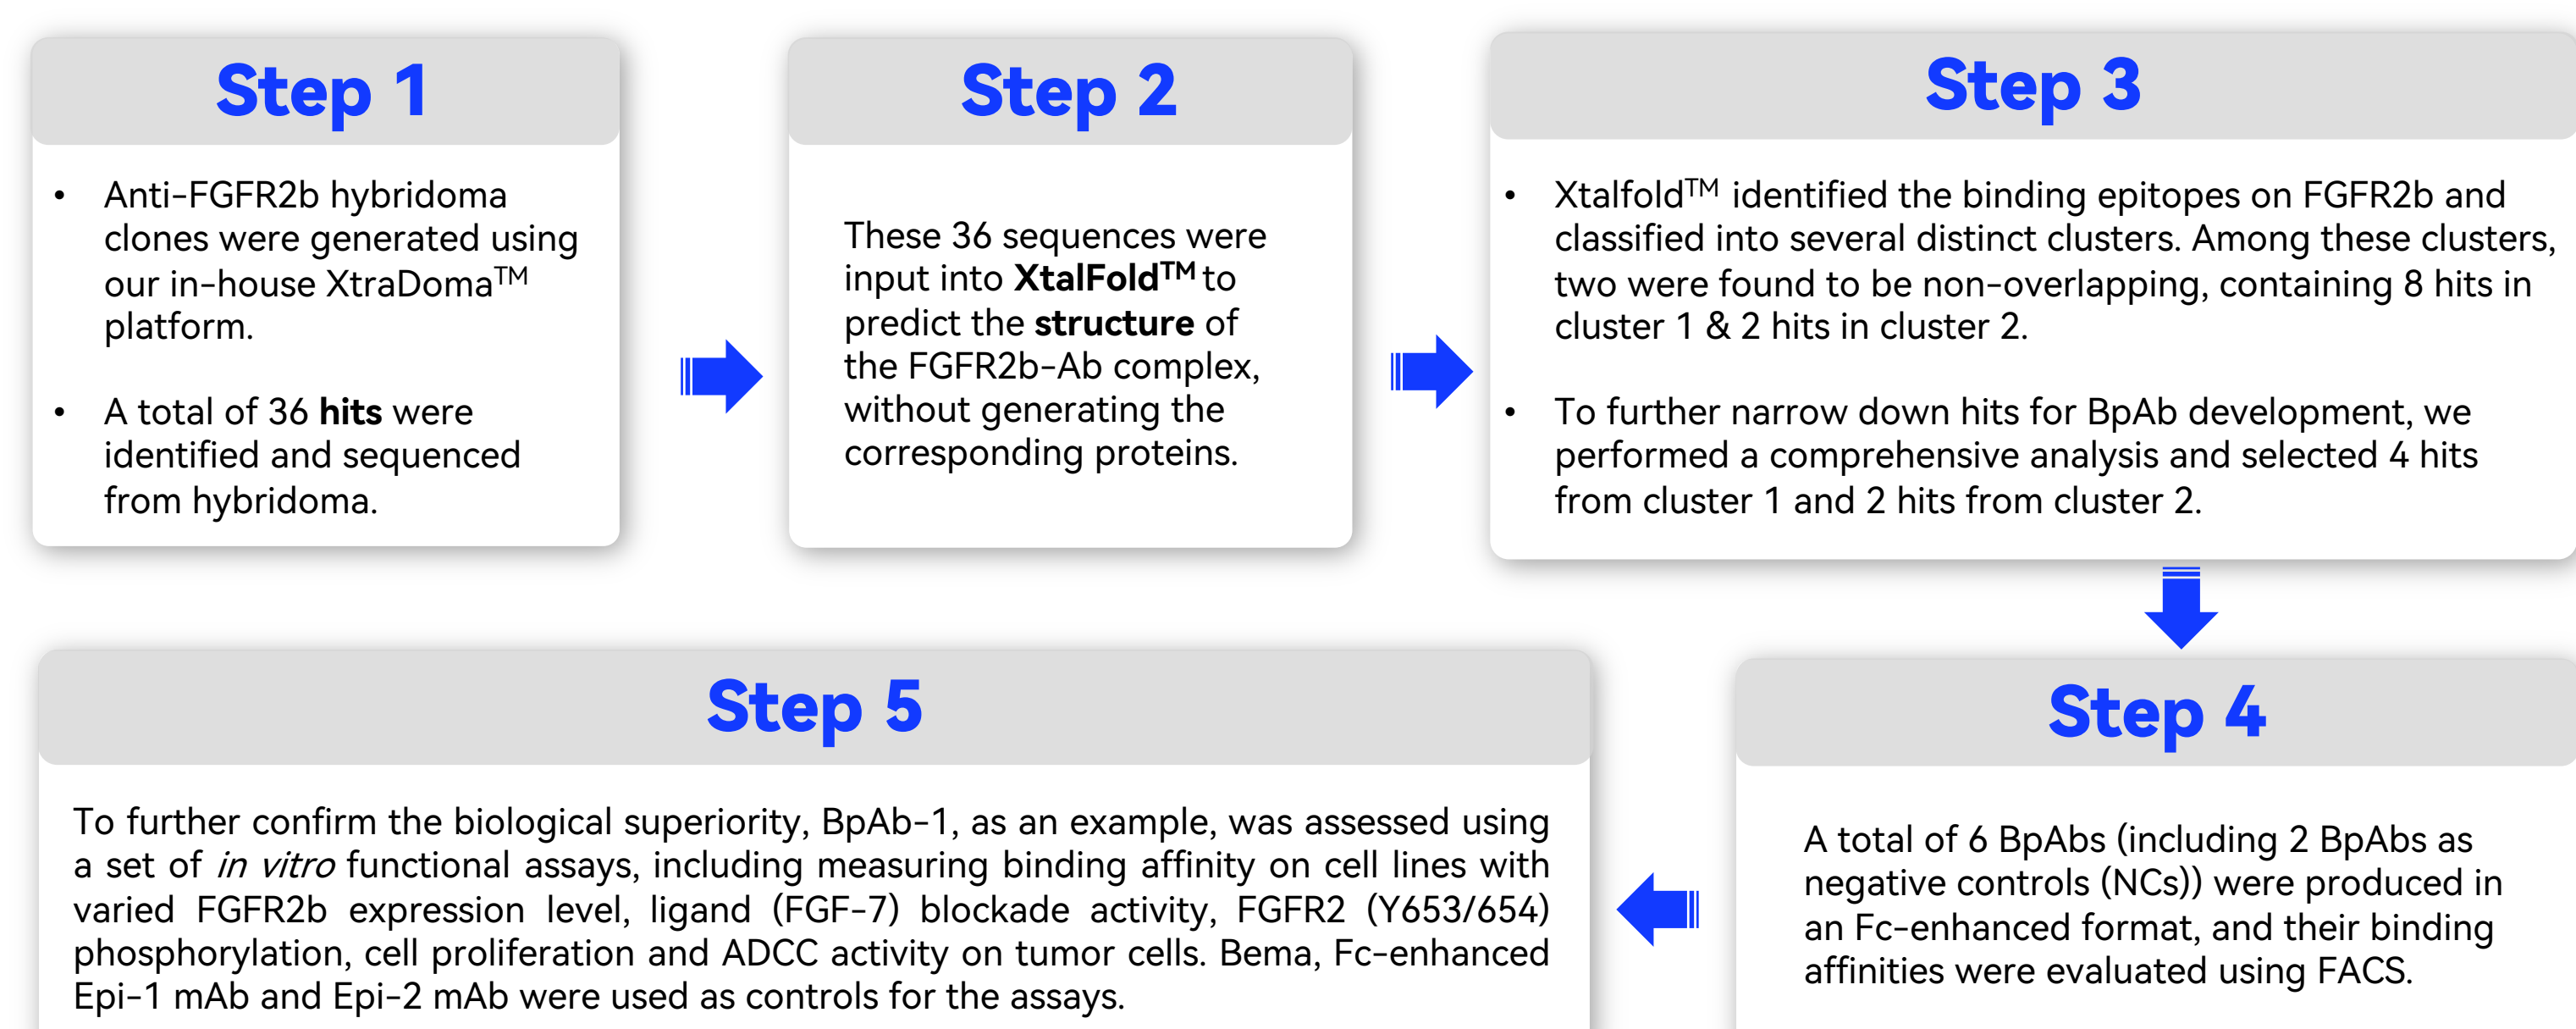 Step 1
• Anti-FGFR2b hybridoma
clones were generated using
our in-house XtraDoma™
platform.
• A total of 36 hits were
identified and sequenced
from hybridoma.
Step 2
These 36 sequences were
input into XtalFold™ to
predict the structure of
the FGFR2b-Ab complex,
without generating the
corresponding proteins.
Step 3
• Xtalfold™ identified the binding epitopes on FGFR2b and
classified into several distinct clusters. Among these clusters,
two were found to be non-overlapping, containing 8 hits in
cluster 1 & 2 hits in cluster 2.
• To further narrow down hits for BpAb development, we
performed a comprehensive analysis and selected 4 hits
from cluster 1 and 2 hits from cluster 2.
Step 4
A total of 6 BpAbs (including 2 BpAbs as
negative controls (NCs)) were produced in
an Fc-enhanced format, and their binding
affinities were evaluated using FACS.
Step 5
To further confirm the biological superiority, BpAb-1, as an example, was assessed using
a set of in vitro functional assays, including measuring binding affinity on cell lines with
varied FGFR2b expression level, ligand (FGF-7) blockade activity, FGFR2 (Y653/654)
phosphorylation, cell proliferation and ADCC activity on tumor cells. Bema, Fc-enhanced
Epi-1 mAb and Epi-2 mAb were used as controls for the assays.